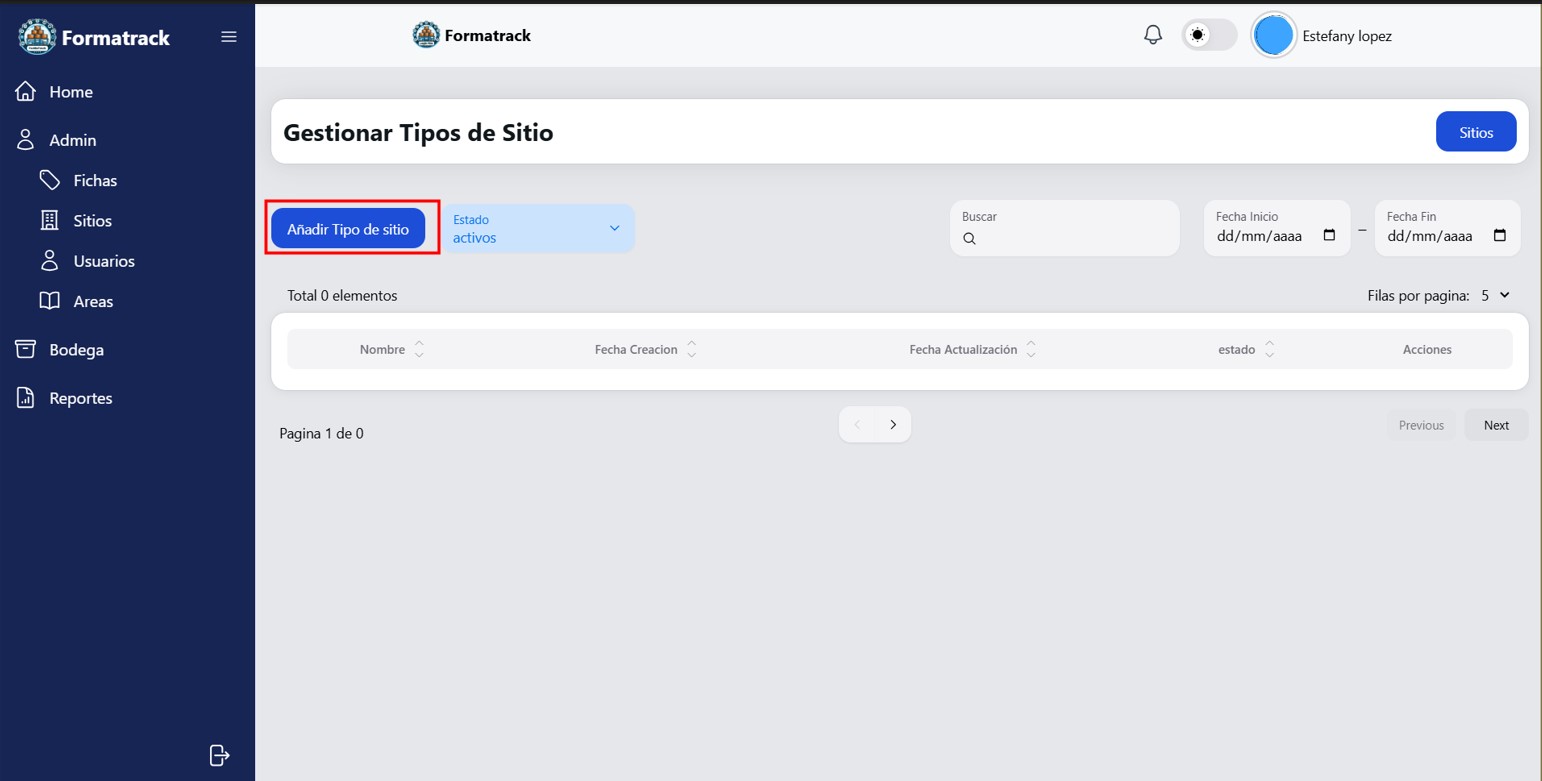 Formatrack
Formatrack
Estefany lopez
Home
Admin
Fichas
Sitios
Usuarios
Areas
Bodega
Reportes
Gestionar Tipos de Sitio
Sitios
Añadir Tipo de sitio
Estado
activos
Buscar
Fecha Inicio
dd/mm/aaaa
–
Fecha Fin
dd/mm/aaaa
Total 0 elementos
Filas por pagina: 5
Nombre Fecha Creacion Fecha Actualización estado Acciones
Pagina 1 de 0
Previous
Next